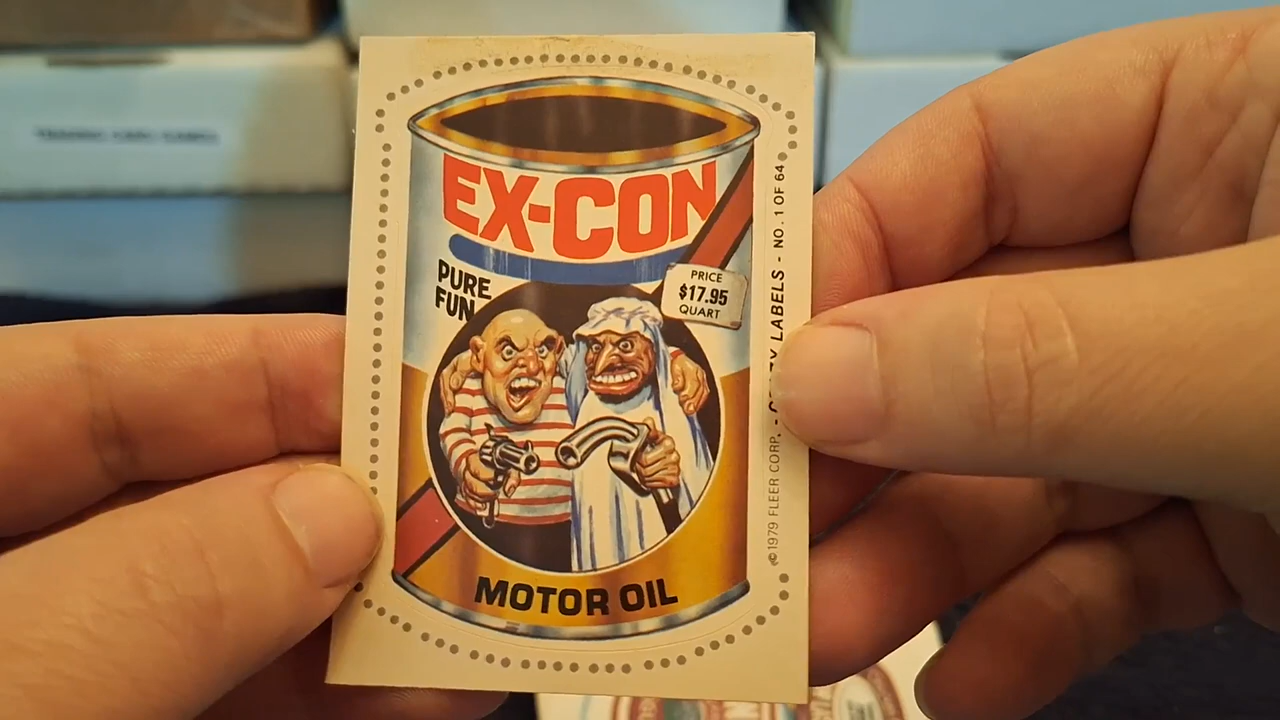 EX-CON
PURE
FUN
PRICE
$17.95
QUART
MOTOR OIL
©1979 FLEER CORP. - LABELS - NO. 1 OF 64